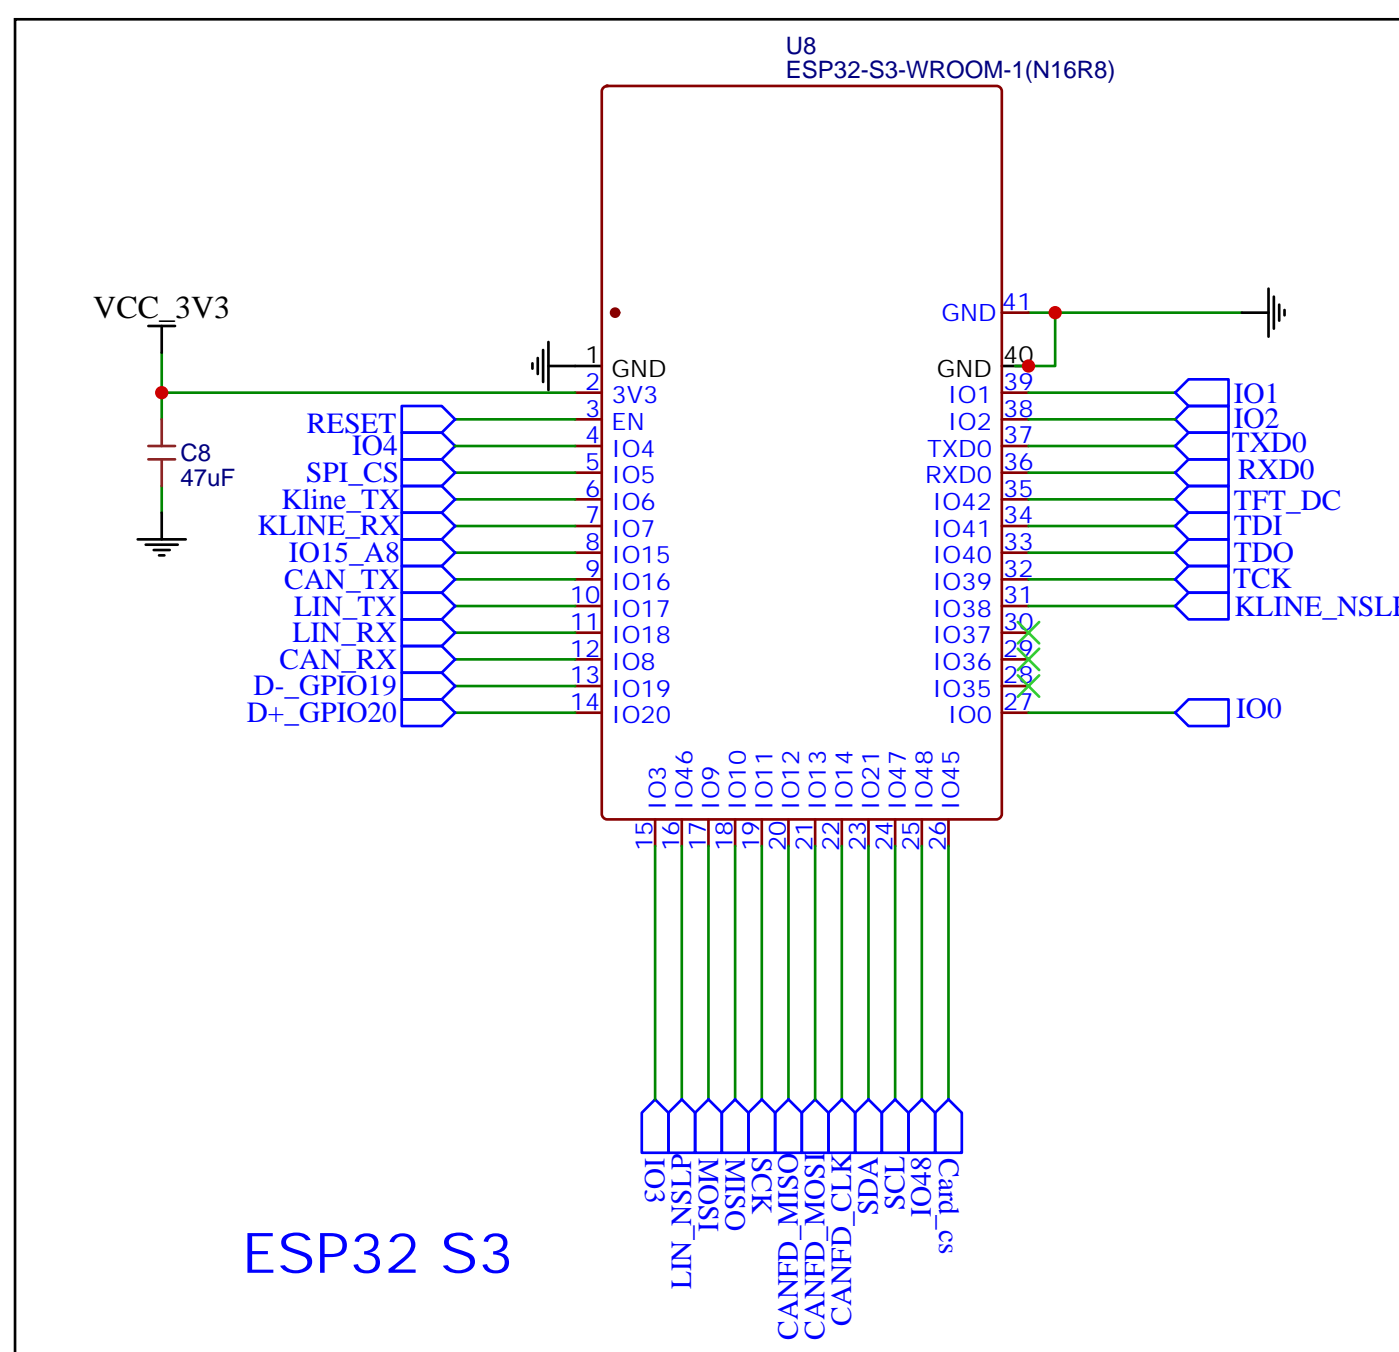 U8
ESP32-S3-WROOM-1(N16R8)
VCC_3V3
C8
47uF
RESET
IO4
SPI_CS
Kline_TX
KLINE_RX
IO15_A8
CAN_TX
LIN_TX
LIN_RX
CAN_RX
D-_GPIO19
D+_GPIO20
1 GND
2 3V3
3 EN
4 IO4
5 IO5
6 IO6
7 IO7
8 IO15
9 IO16
10 IO17
11 IO18
12 IO8
13 IO19
14 IO20
GND 41
GND 40
IO1 39
IO2 38
TXD0 37
RXD0 36
IO42 35
IO41 34
IO40 33
IO39 32
IO38 31
IO37 30
IO36 29
IO35 28
IO0 27
IO1
IO2
TXD0
RXD0
TFT_DC
TDI
TDO
TCK
KLINE_NSL
IO0
IO3 IO46 IO9 IO10 IO11 IO12 IO13 IO14 IO21 IO47 IO48 IO45
15 16 17 18 19 20 21 22 23 24 25 26
IO3
LIN_NSLP
MOSI
MISO
SCK
CANFD_MISO
CANFD_MOSI
CANFD_CLK
SDA
SCL
IO48
Card_cs
ESP32 S3